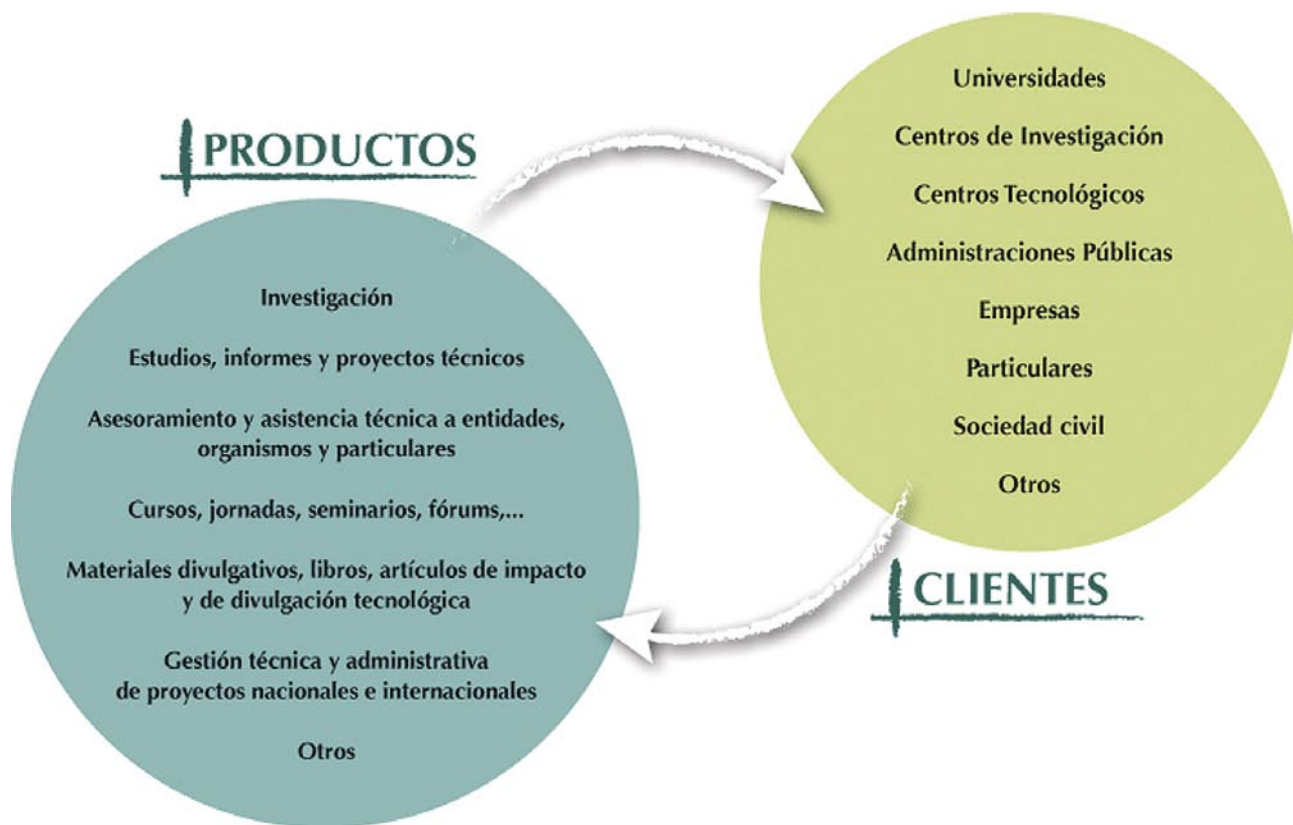 PRODUCTOS
Investigación
Estudios, informes y proyectos técnicos
Asesoramiento y asistencia técnica a entidades,
organismos y particulares
Cursos, jornadas, seminarios, fórums,...
Materiales divulgativos, libros, artículos de impacto
y de divulgación tecnológica
Gestión técnica y administrativa
de proyectos nacionales e internacionales
Otros
Universidades
Centros de Investigación
Centros Tecnológicos
Administraciones Públicas
Empresas
Particulares
Sociedad civil
Otros
CLIENTES